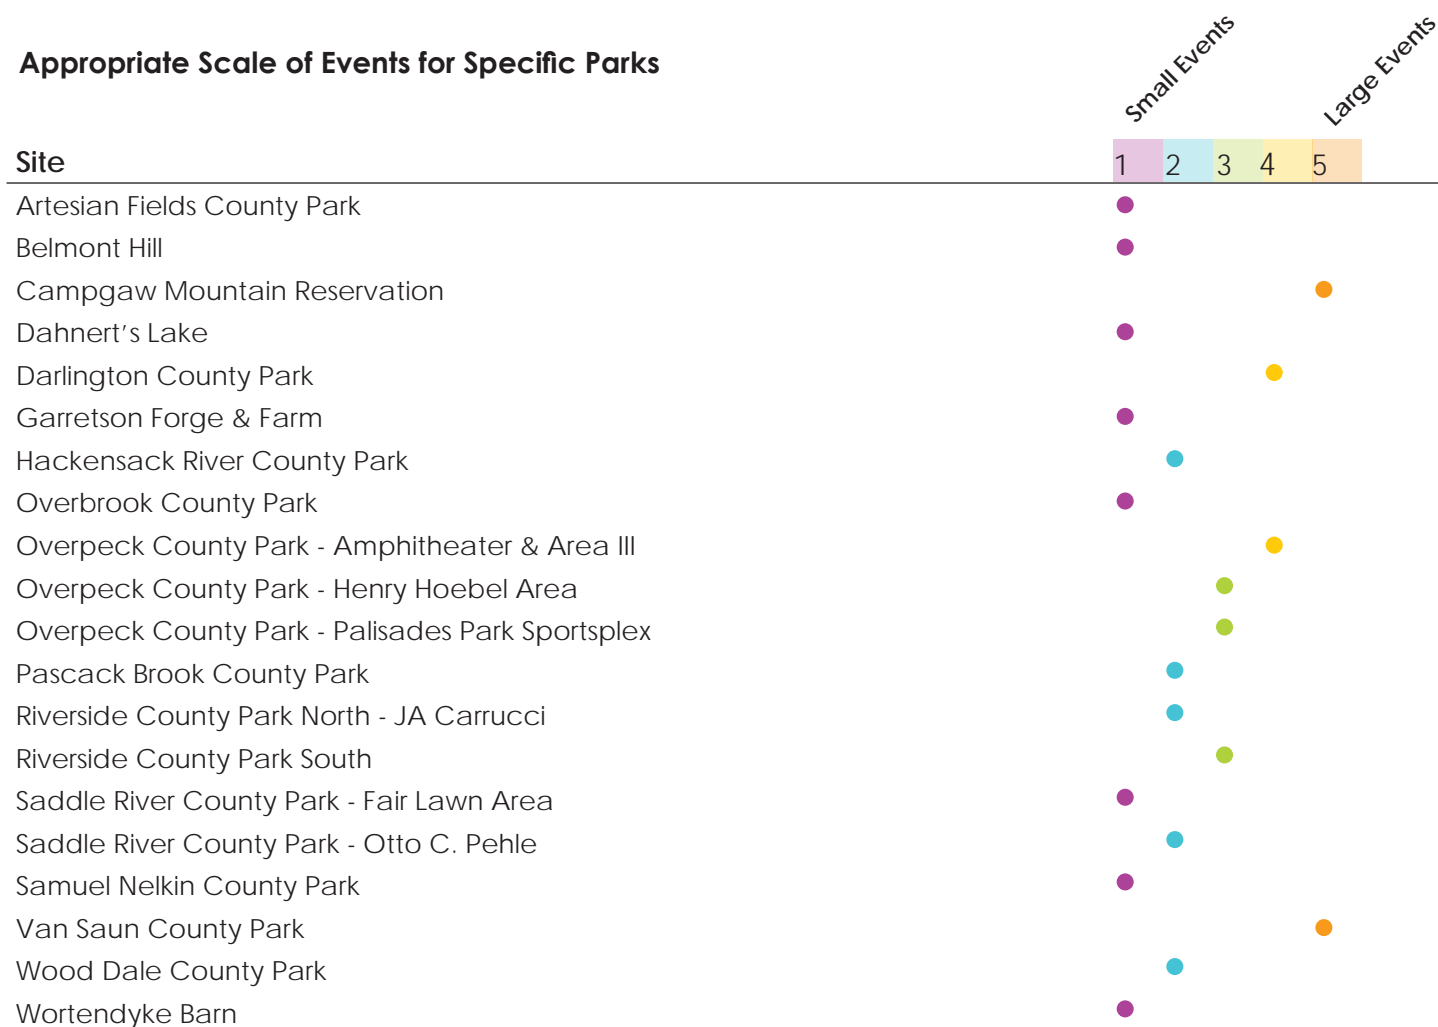 Appropriate Scale of Events for Specific Parks
Small Events
Large Events
Site
1 2 3 4 5
Artesian Fields County Park
Belmont Hill
Campgaw Mountain Reservation
Dahnert’s Lake
Darlington County Park
Garretson Forge & Farm
Hackensack River County Park
Overbrook County Park
Overpeck County Park - Amphitheater & Area III
Overpeck County Park - Henry Hoebel Area
Overpeck County Park - Palisades Park Sportsplex
Pascack Brook County Park
Riverside County Park North - JA Carrucci
Riverside County Park South
Saddle River County Park - Fair Lawn Area
Saddle River County Park - Otto C. Pehle
Samuel Nelkin County Park
Van Saun County Park
Wood Dale County Park
Wortendyke Barn